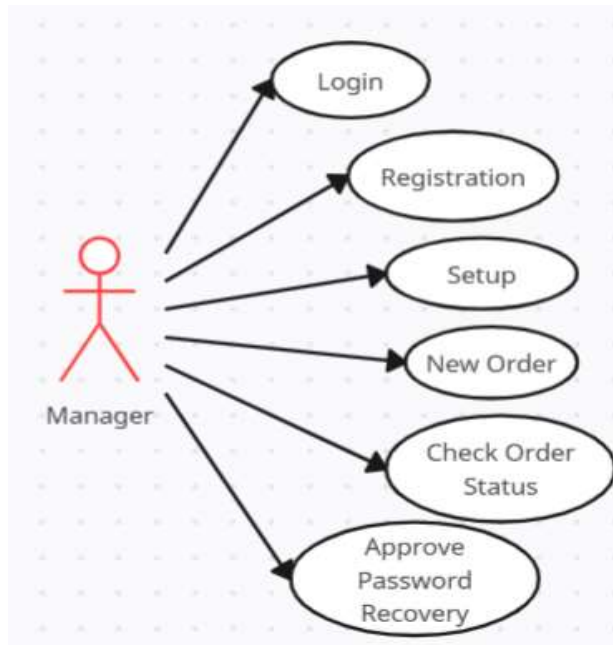 Login
Registration
Setup
New Order
Manager
Check Order
Status
Approve
Password
Recovery